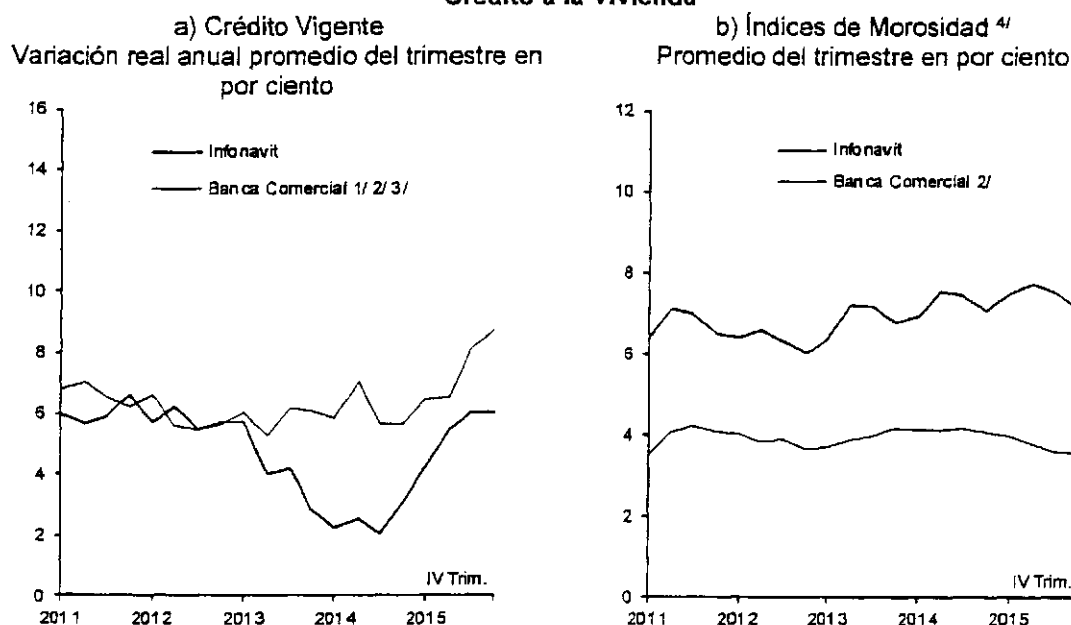 Crédito a la Vivienda
a) Crédito Vigente
Variación real anual promedio del trimestre en
por ciento
16
14
12
10
8
6
4
2
0
Infonavit
Banca Comercial 1/ 2/ 3/
IV Trim.
2011 2012 2013 2014 2015
b) Índices de Morosidad 4/
Promedio del trimestre en por ciento
12
10
8
6
4
2
0
Infonavit
Banca Comercial 2/
IV Trim.
2011 2012 2013 2014 2015